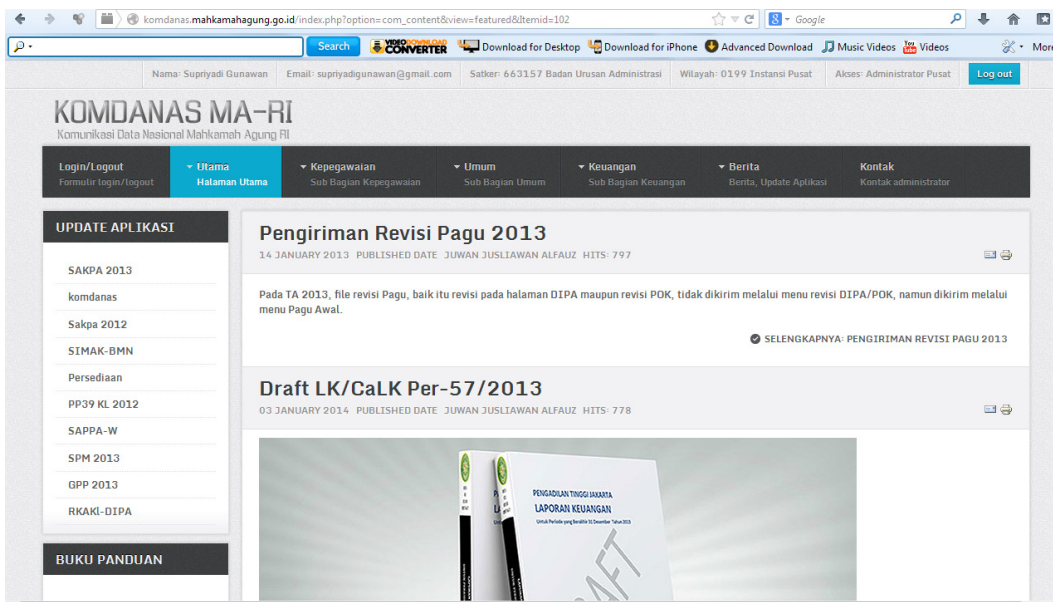 komdanas.mahkamahagung.go.id/index.php?option=com_content&view=featured&Itemid=102
Google
Search
VIDEO DOWNLOAD CONVERTER
Download for Desktop
Download for iPhone
Advanced Download
Music Videos
Videos
More
Nama: Supriyadi Gunawan
Email: supriyadigunawan@gmail.com
Satker: 663157 Badan Urusan Administrasi
Wilayah: 0199 Instansi Pusat
Akses: Administrator Pusat
Log out
KOMDANAS MA-RI
Komunikasi Data Nasional Mahkamah Agung RI
Login/Logout
Formulir login/logout
Utama
Halaman Utama
Kepegawaian
Sub Bagian Kepegawaian
Umum
Sub Bagian Umum
Keuangan
Sub Bagian Keuangan
Berita
Berita, Update Aplikasi
Kontak
Kontak administrator
UPDATE APLIKASI
SAKPA 2013
komdanas
Sakpa 2012
SIMAK-BMN
Persediaan
PP39 KL 2012
SAPPA-W
SPM 2013
GPP 2013
RKAKl-DIPA
BUKU PANDUAN
Pengiriman Revisi Pagu 2013
14 JANUARY 2013 PUBLISHED DATE JUWAN JUSLIAWAN ALFAUZ HITS: 797
Pada TA 2013, file revisi Pagu, baik itu revisi pada halaman DIPA maupun revisi POK, tidak dikirim melalui menu revisi DIPA/POK, namun dikirim melalui
menu Pagu Awal.
SELENGKAPNYA: PENGIRIMAN REVISI PAGU 2013
Draft LK/CaLK Per-57/2013
03 JANUARY 2014 PUBLISHED DATE JUWAN JUSLIAWAN ALFAUZ HITS: 778
PENGADILAN TINGGI JAKARTA
LAPORAN KEUANGAN
Untuk Periode yang Berakhir 31 Desember Tahun 2013